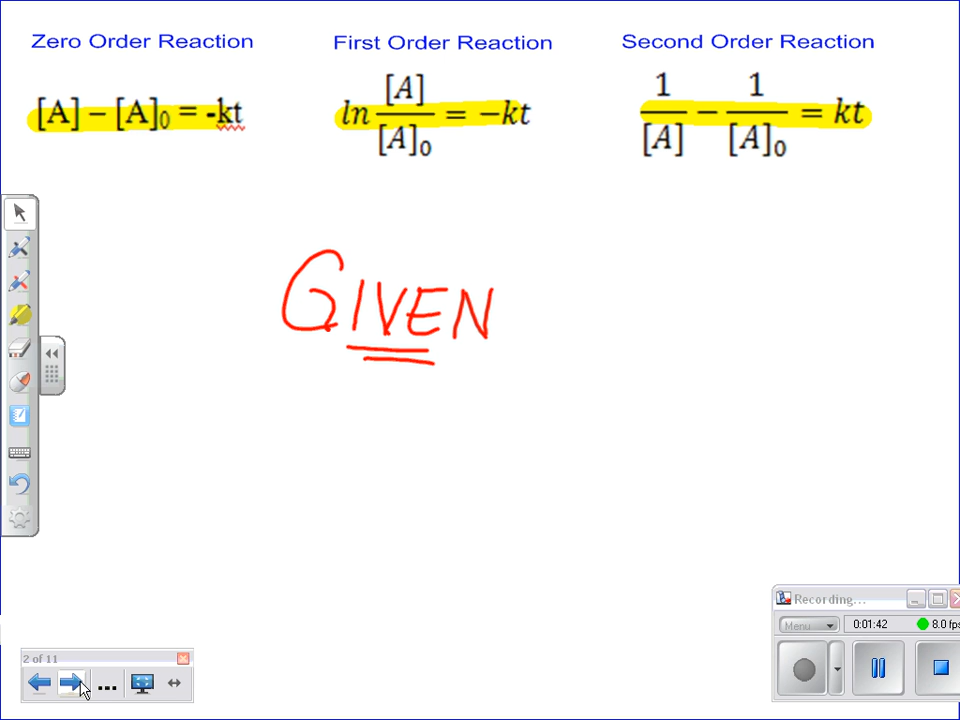 Zero Order Reaction
First Order Reaction
Second Order Reaction
[A] – [A]₀ = -kt
ln [A]/[A]₀ = −kt
1/[A] − 1/[A]₀ = kt
GIVEN
Recording...
Menu
0:01:42
8.0 fps
2 of 11
...